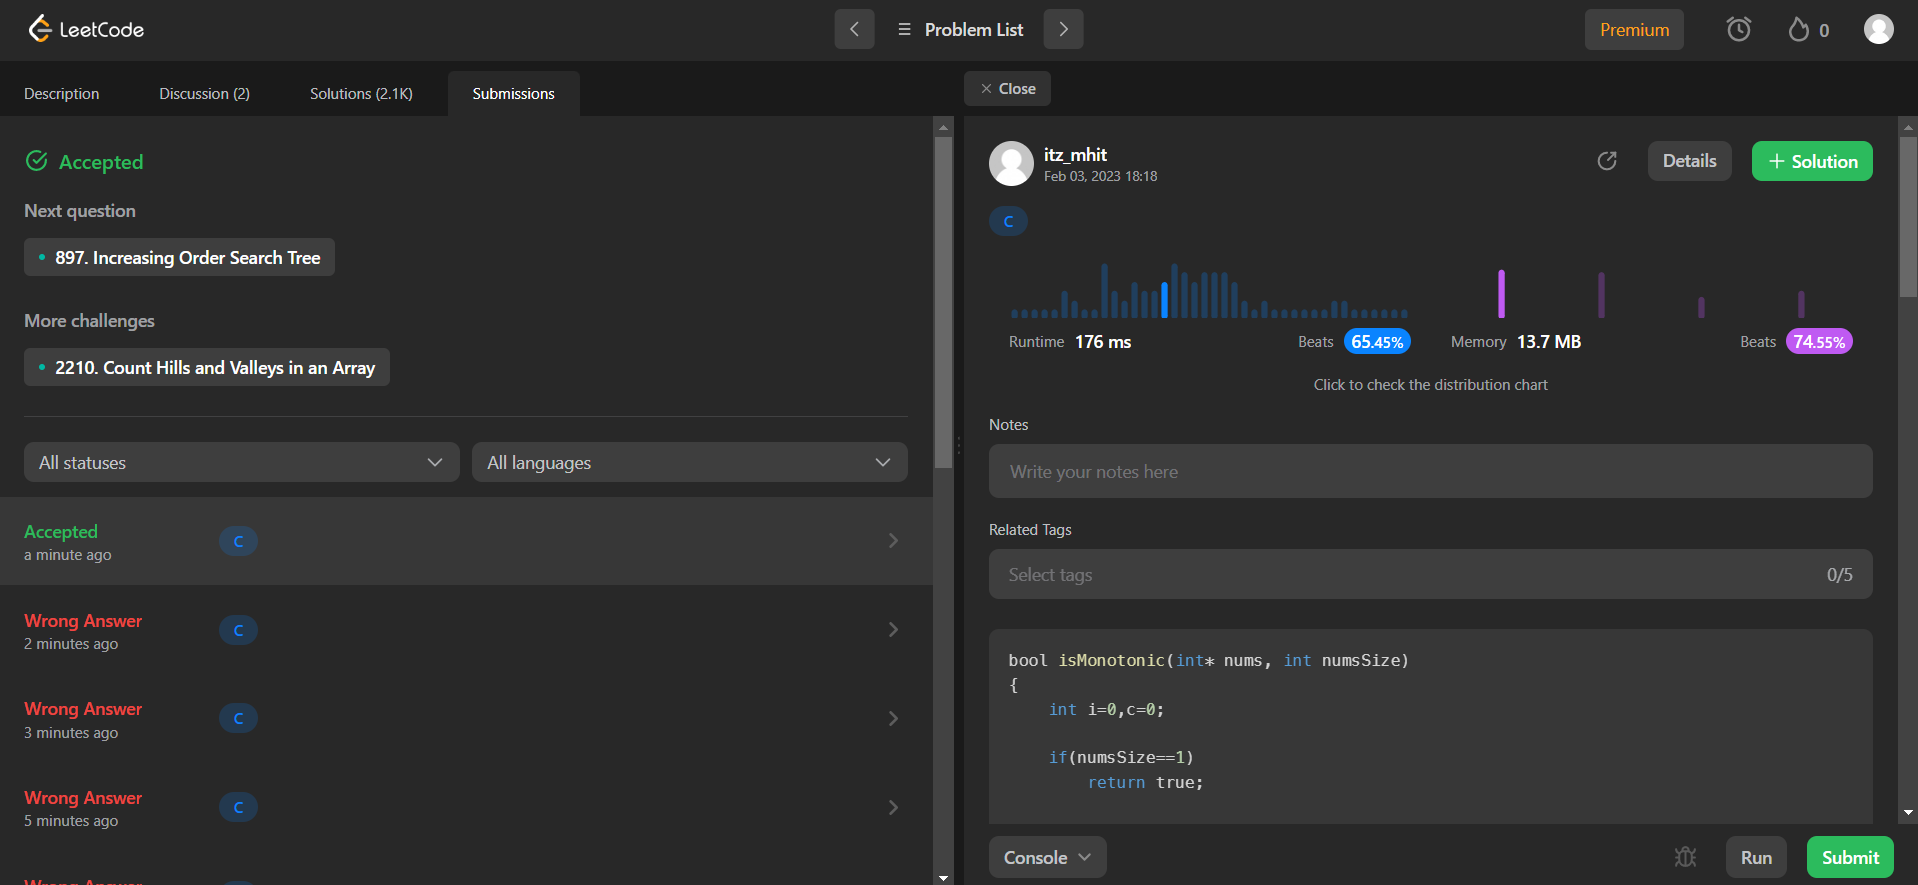 LeetCode
Problem List
Premium
0
Description
Discussion (2)
Solutions (2.1K)
Submissions
Close
Accepted
Next question
897. Increasing Order Search Tree
More challenges
2210. Count Hills and Valleys in an Array
All statuses
All languages
Accepted
a minute ago
C
Wrong Answer
2 minutes ago
C
Wrong Answer
3 minutes ago
C
Wrong Answer
5 minutes ago
C
Wrong Answer
itz_mhit
Feb 03, 2023 18:18
Details
+ Solution
C
Runtime 176 ms
Beats 65.45%
Memory 13.7 MB
Beats 74.55%
Click to check the distribution chart
Notes
Write your notes here
Related Tags
Select tags
0/5
bool isMonotonic(int* nums, int numsSize)
{
    int i=0,c=0;
    if(numsSize==1)
        return true;
Console
Run
Submit